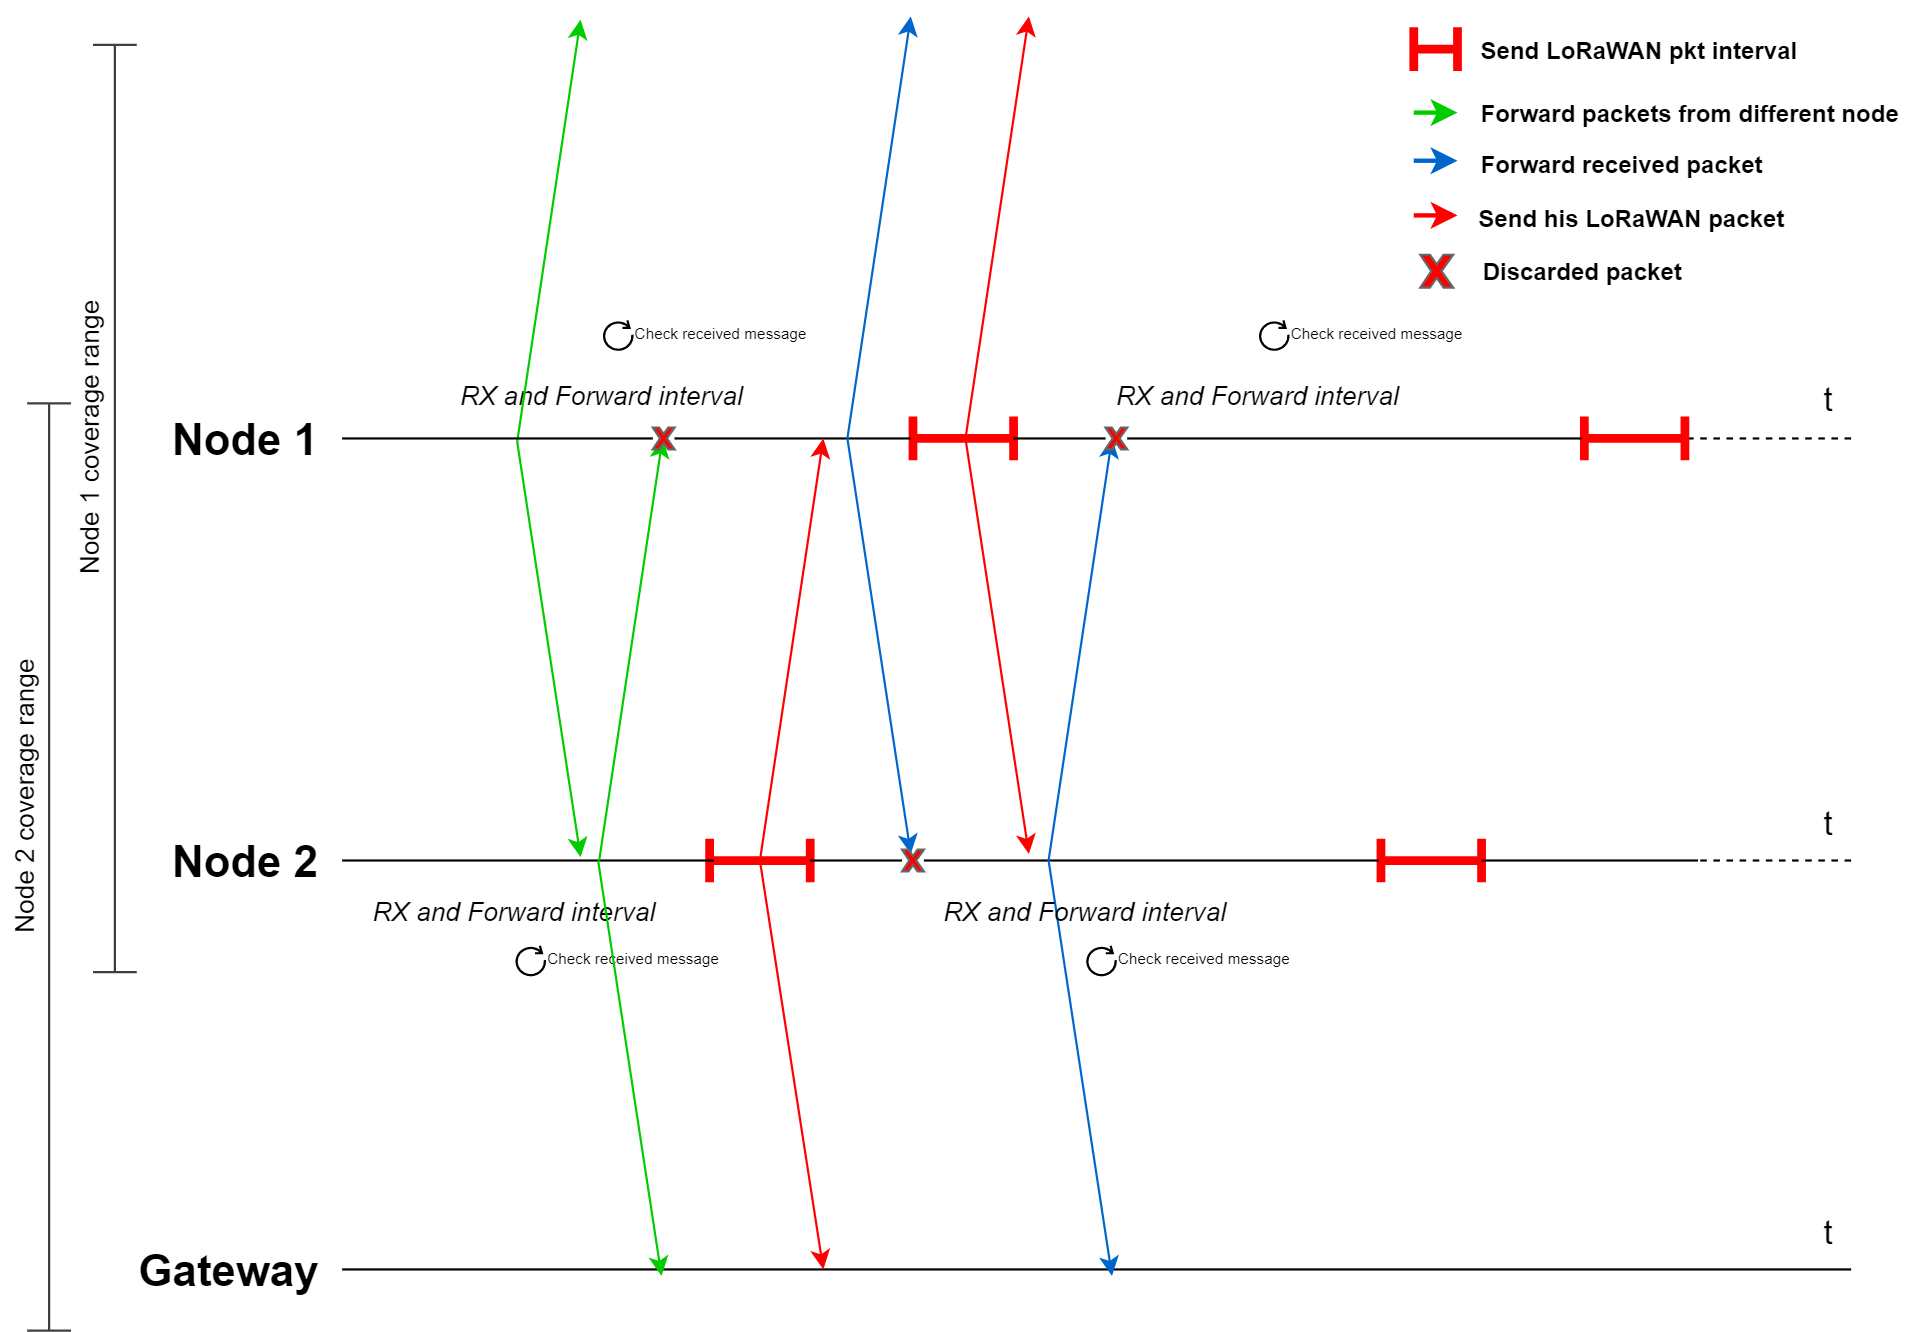 Send LoRaWAN pkt interval
Forward packets from different node
Forward received packet
Send his LoRaWAN packet
Discarded packet
Check received message
Check received message
RX and Forward interval
RX and Forward interval
t
Node 1
Node 1 coverage range
Node 2 coverage range
t
Node 2
RX and Forward interval
RX and Forward interval
Check received message
Check received message
t
Gateway